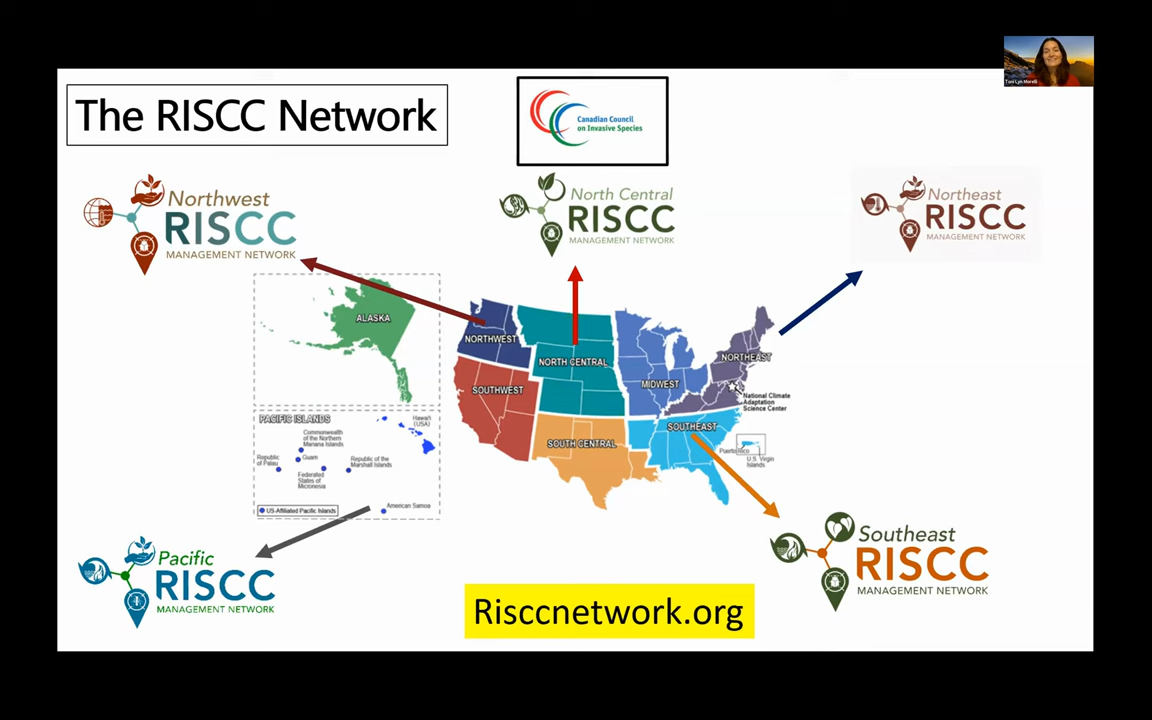 Toni Lyn Morelli
The RISCC Network
Canadian Council
on Invasive Species
Northwest
RISCC
MANAGEMENT NETWORK
North Central
RISCC
MANAGEMENT NETWORK
Northeast
RISCC
MANAGEMENT NETWORK
ALASKA
NORTHWEST
NORTH CENTRAL
NORTHEAST
MIDWEST
SOUTHWEST
National Climate
Adaptation
Science Center
SOUTHEAST
SOUTH CENTRAL
Puerto Rico
U.S. Virgin
Islands
PACIFIC ISLANDS
Hawai'i
(USA)
Commonwealth
of the Northern
Mariana Islands
Republic
of Palau
Guam
Republic of the
Marshall Islands
Federated
States of
Micronesia
US-Affiliated Pacific Islands
American Samoa
Pacific
RISCC
MANAGEMENT NETWORK
Southeast
RISCC
MANAGEMENT NETWORK
Risccnetwork.org